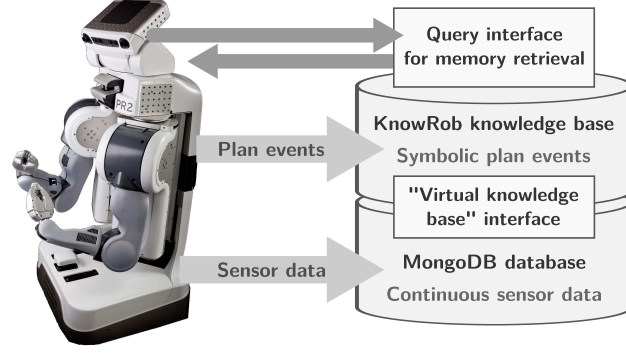 Query interface
for memory retrieval
PR2
KnowRob knowledge base
Plan events
Symbolic plan events
"Virtual knowledge
base" interface
MongoDB database
Sensor data
Continuous sensor data